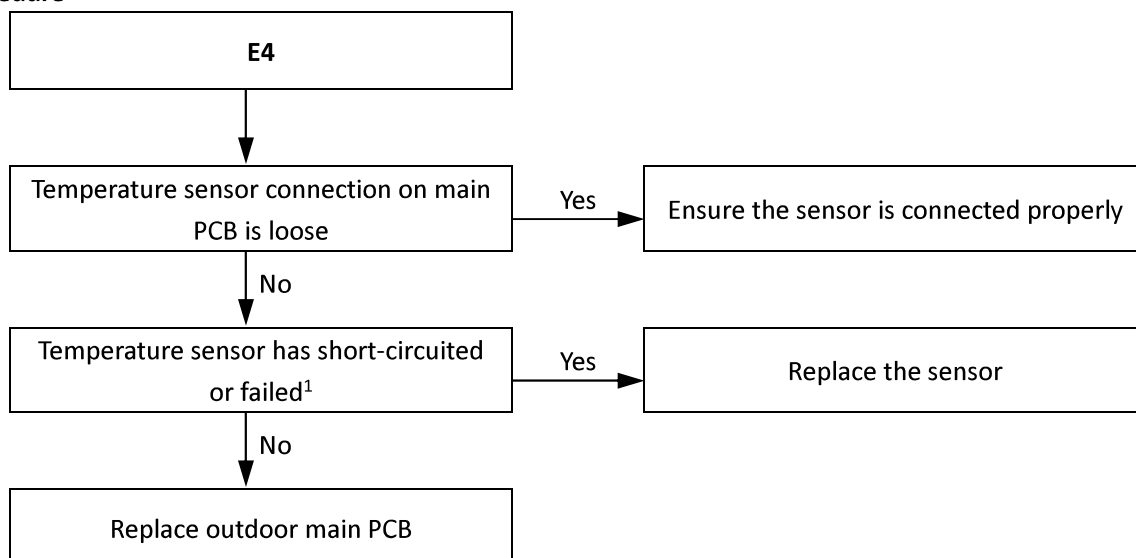 E4
Temperature sensor connection on main
PCB is loose
Yes
Ensure the sensor is connected properly
No
Temperature sensor has short-circuited
or failed¹
Yes
Replace the sensor
No
Replace outdoor main PCB